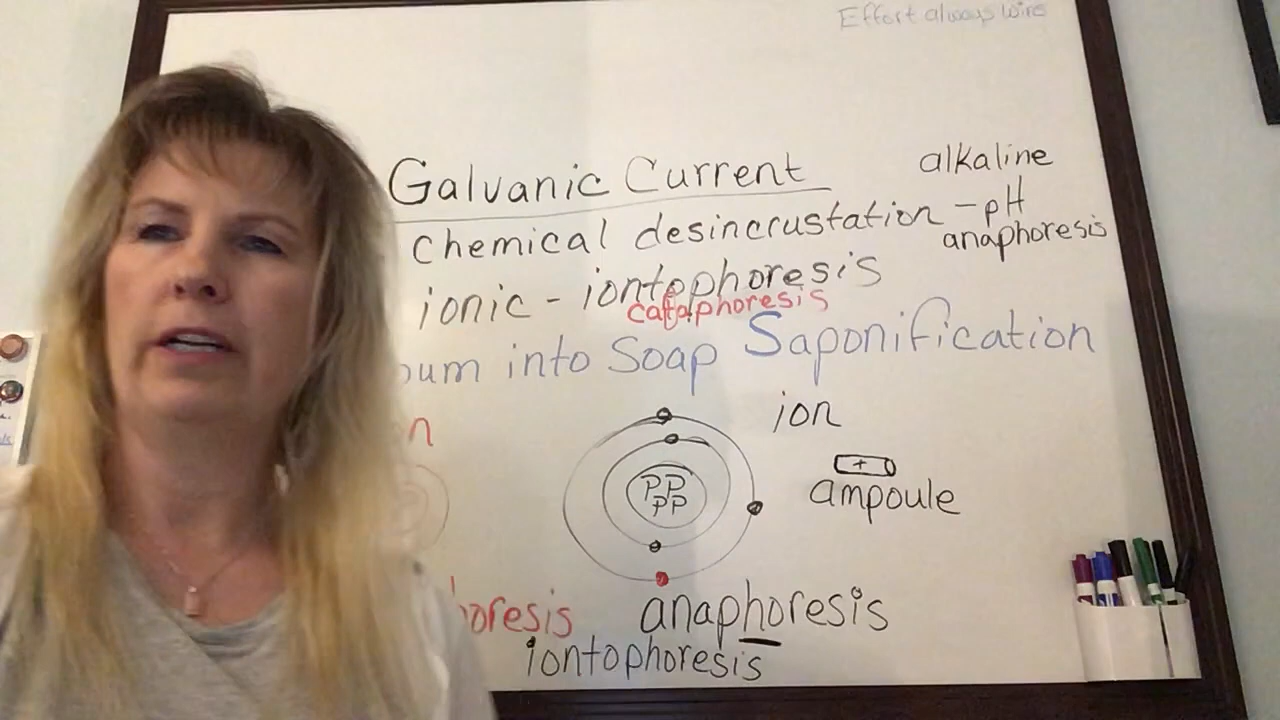 Effort always wins
Galvanic Current
alkaline
chemical desincrustation - pH
anaphoresis
ionic - iontophoresis
cataphoresis
um into Soap Saponification
n
ion
PP
PP
+
ampoule
horesis anaphoresis
iontophoresis